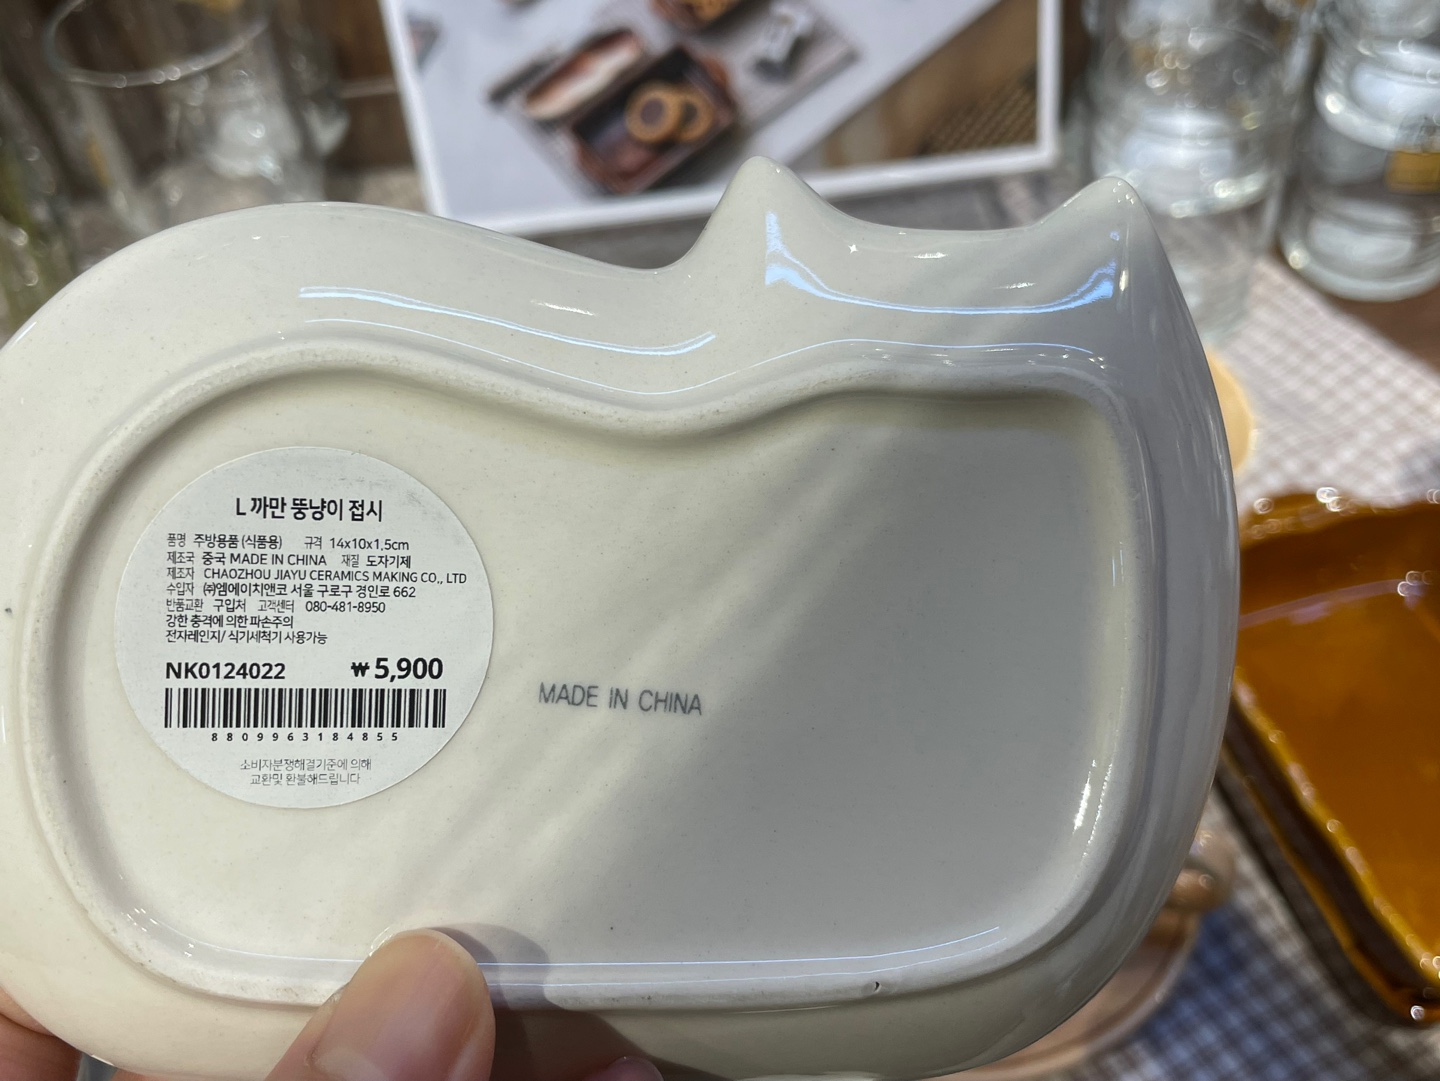 L 까만 뚱냥이 접시
품명 주방용품 (식품용) 규격 14x10x1,5cm
제조국 중국 MADE IN CHINA 재질 도자기제
제조자 CHAOZHOU JIAYU CERAMICS MAKING CO,, LTD
수입자 ㈜엠에이치앤코 서울 구로구 경인로 662
반품교환 구입처 고객센터 080-481-8950
강한 충격에 의한 파손주의
전자레인지/ 식기세척기 사용가능
NK0124022 ₩5,900
8809963184855
소비자분쟁해결기준에 의해
교환및 환불해드립니다
MADE IN CHINA